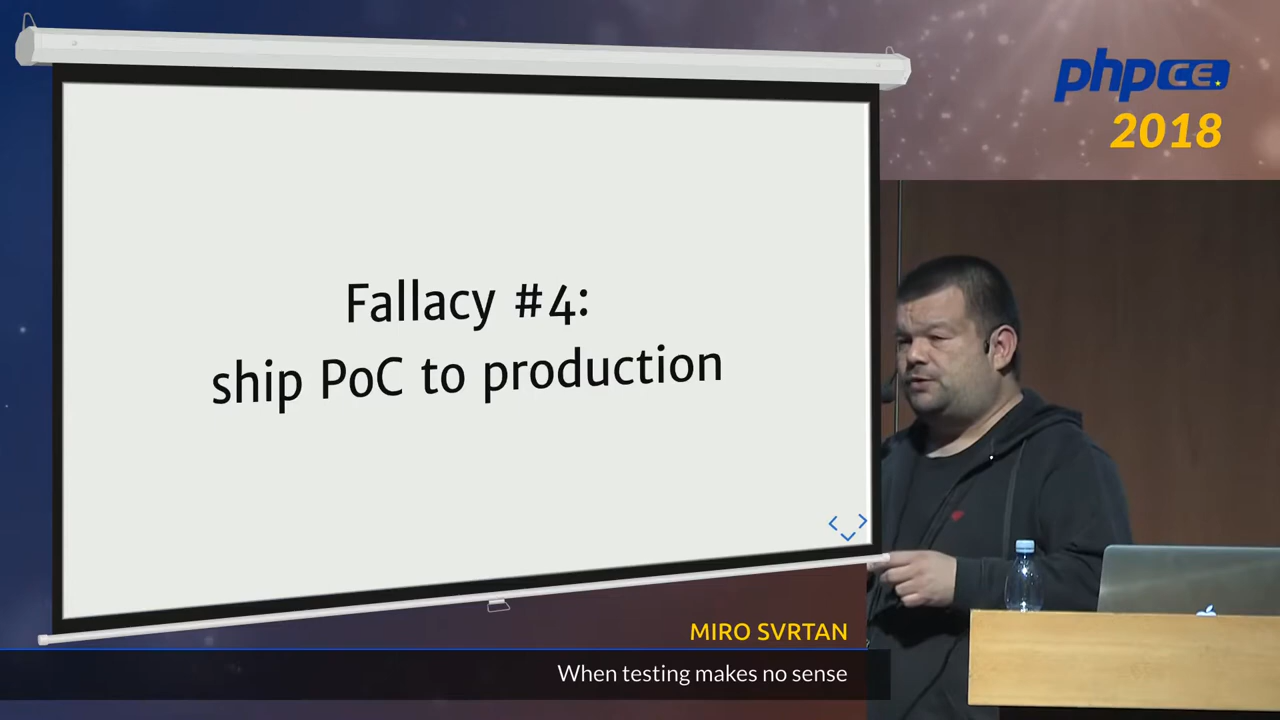 Fallacy #4:
ship PoC to production
phpCE
2018
MIRO SVRTAN
When testing makes no sense